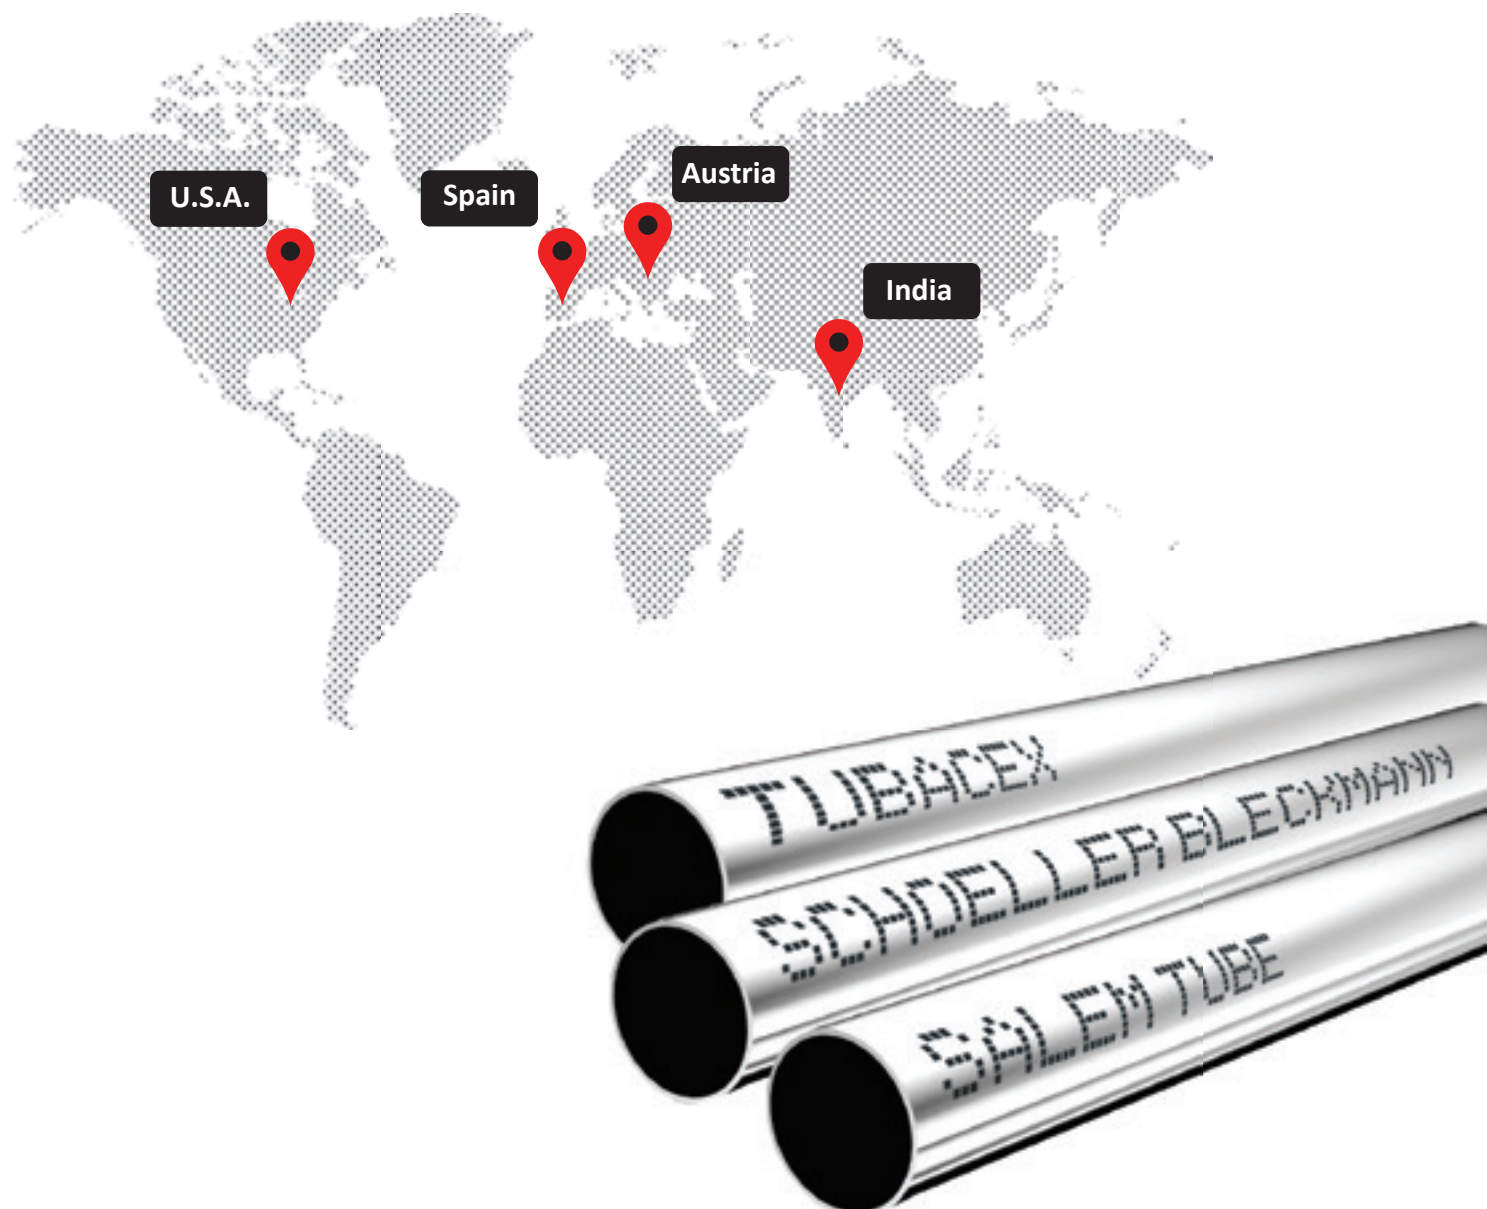 Austria
U.S.A.
Spain
India
TUBACEX
SCHOELLER BLECKMANN
SALEM TUBE